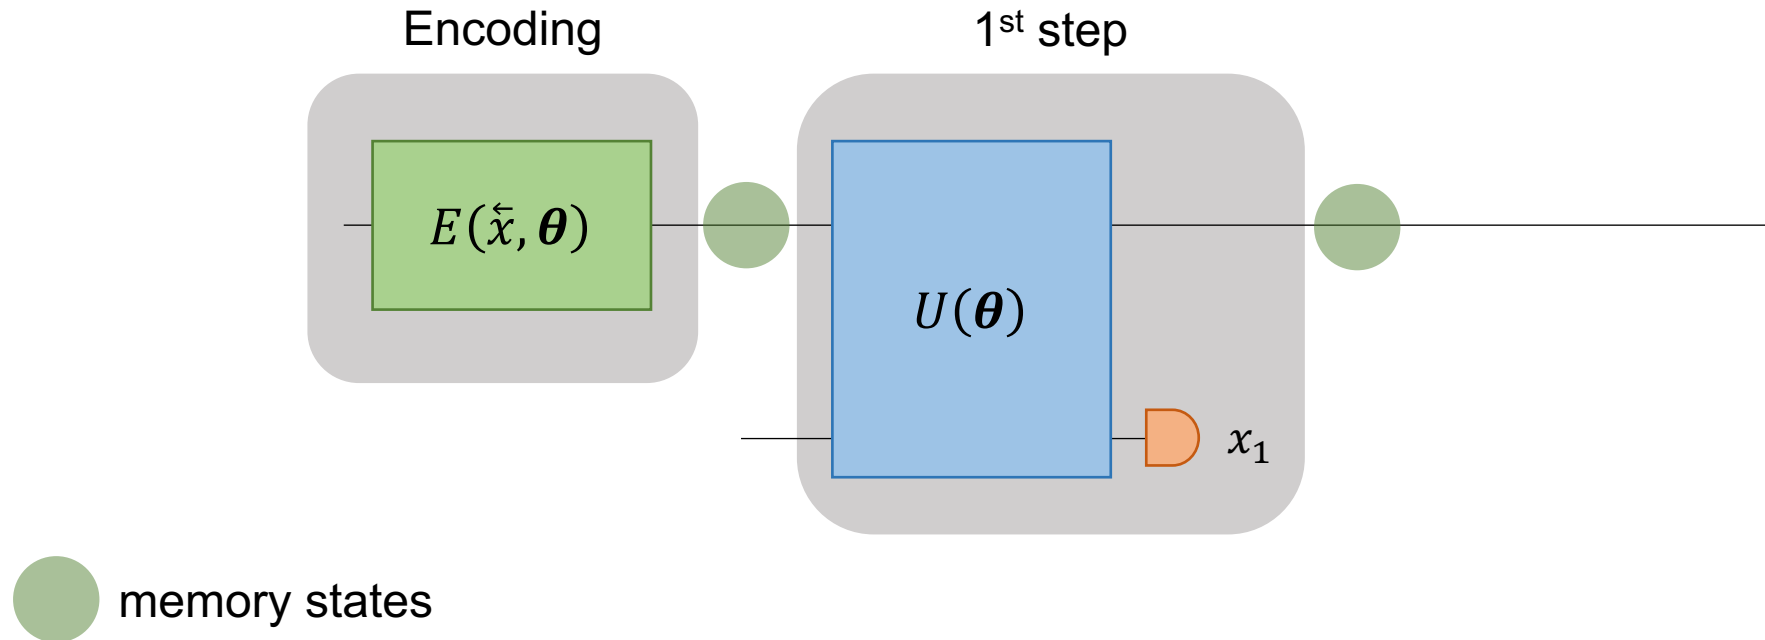 Encoding
1st step
E(x⃖, θ)
U(θ)
x₁
memory states